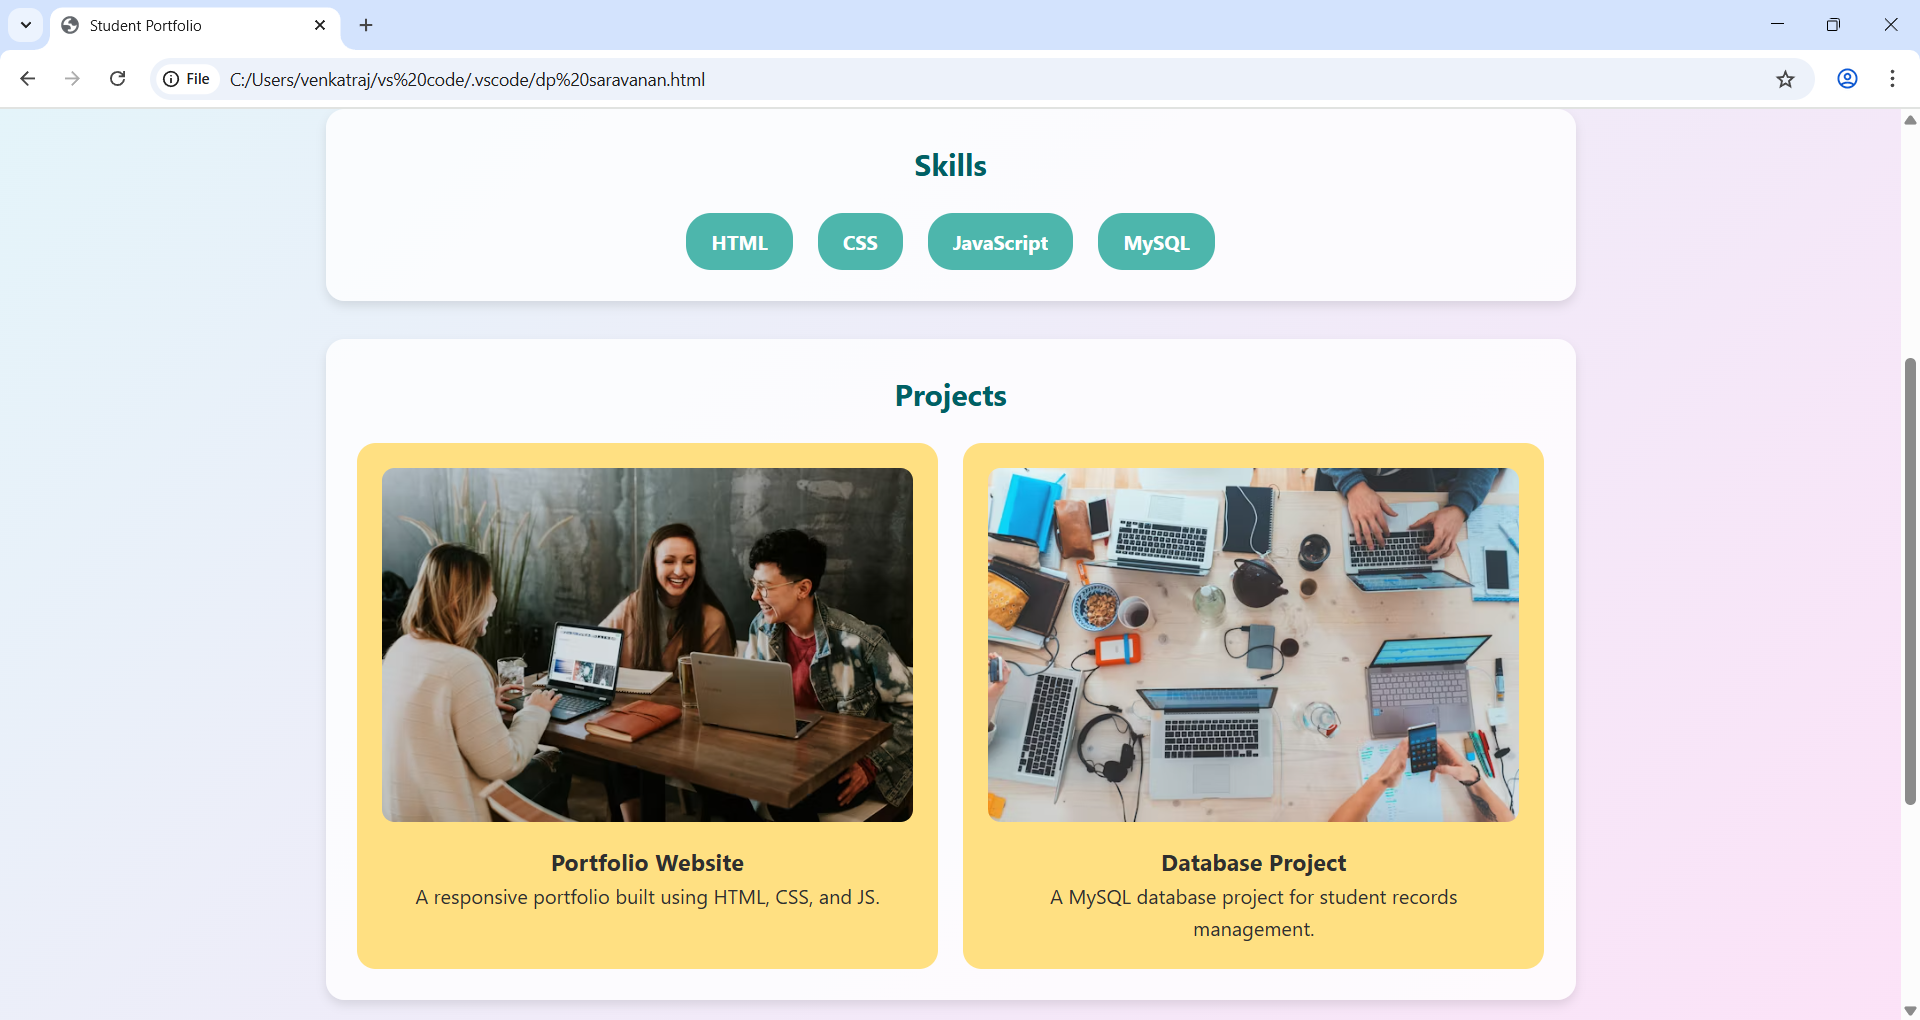 Student Portfolio
File
C:/Users/venkatraj/vs%20code/.vscode/dp%20saravanan.html
Skills
HTML
CSS
JavaScript
MySQL
Projects
Portfolio Website
A responsive portfolio built using HTML, CSS, and JS.
Database Project
A MySQL database project for student records
management.